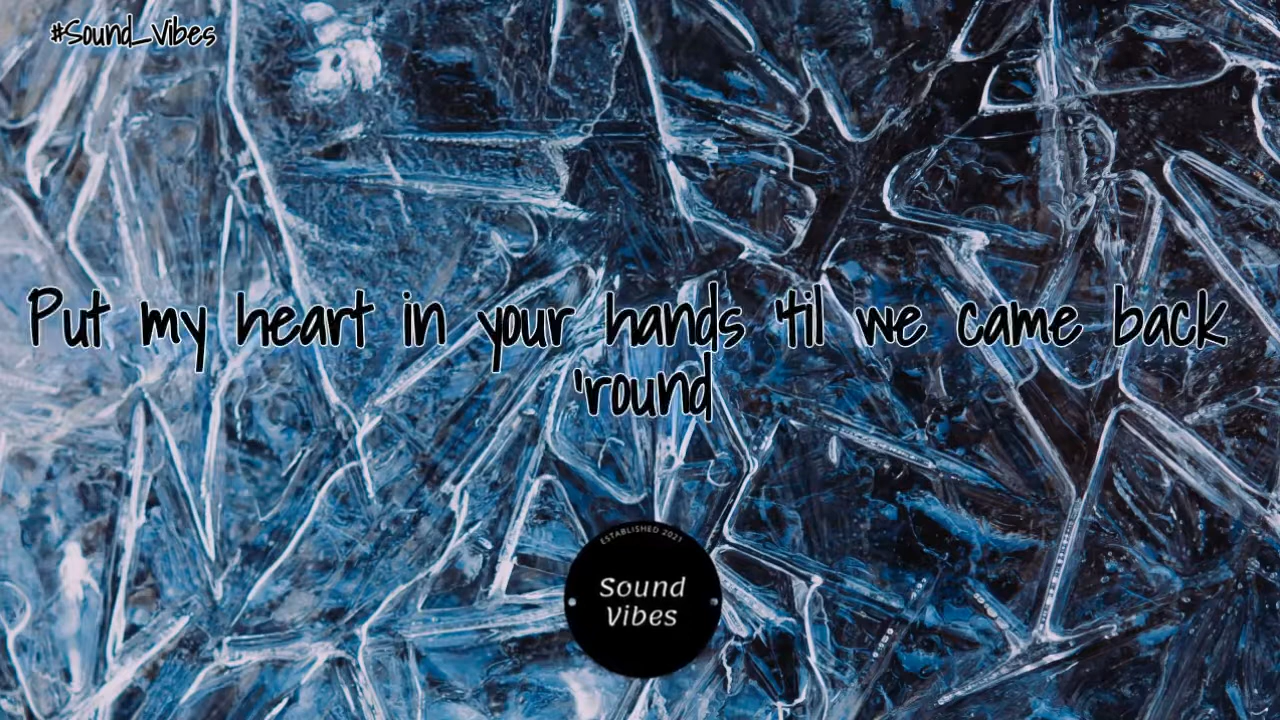 #Sound_Vibes
Put my heart in your hands 'til we came back
'round
ESTABLISHED 2021
Sound
Vibes